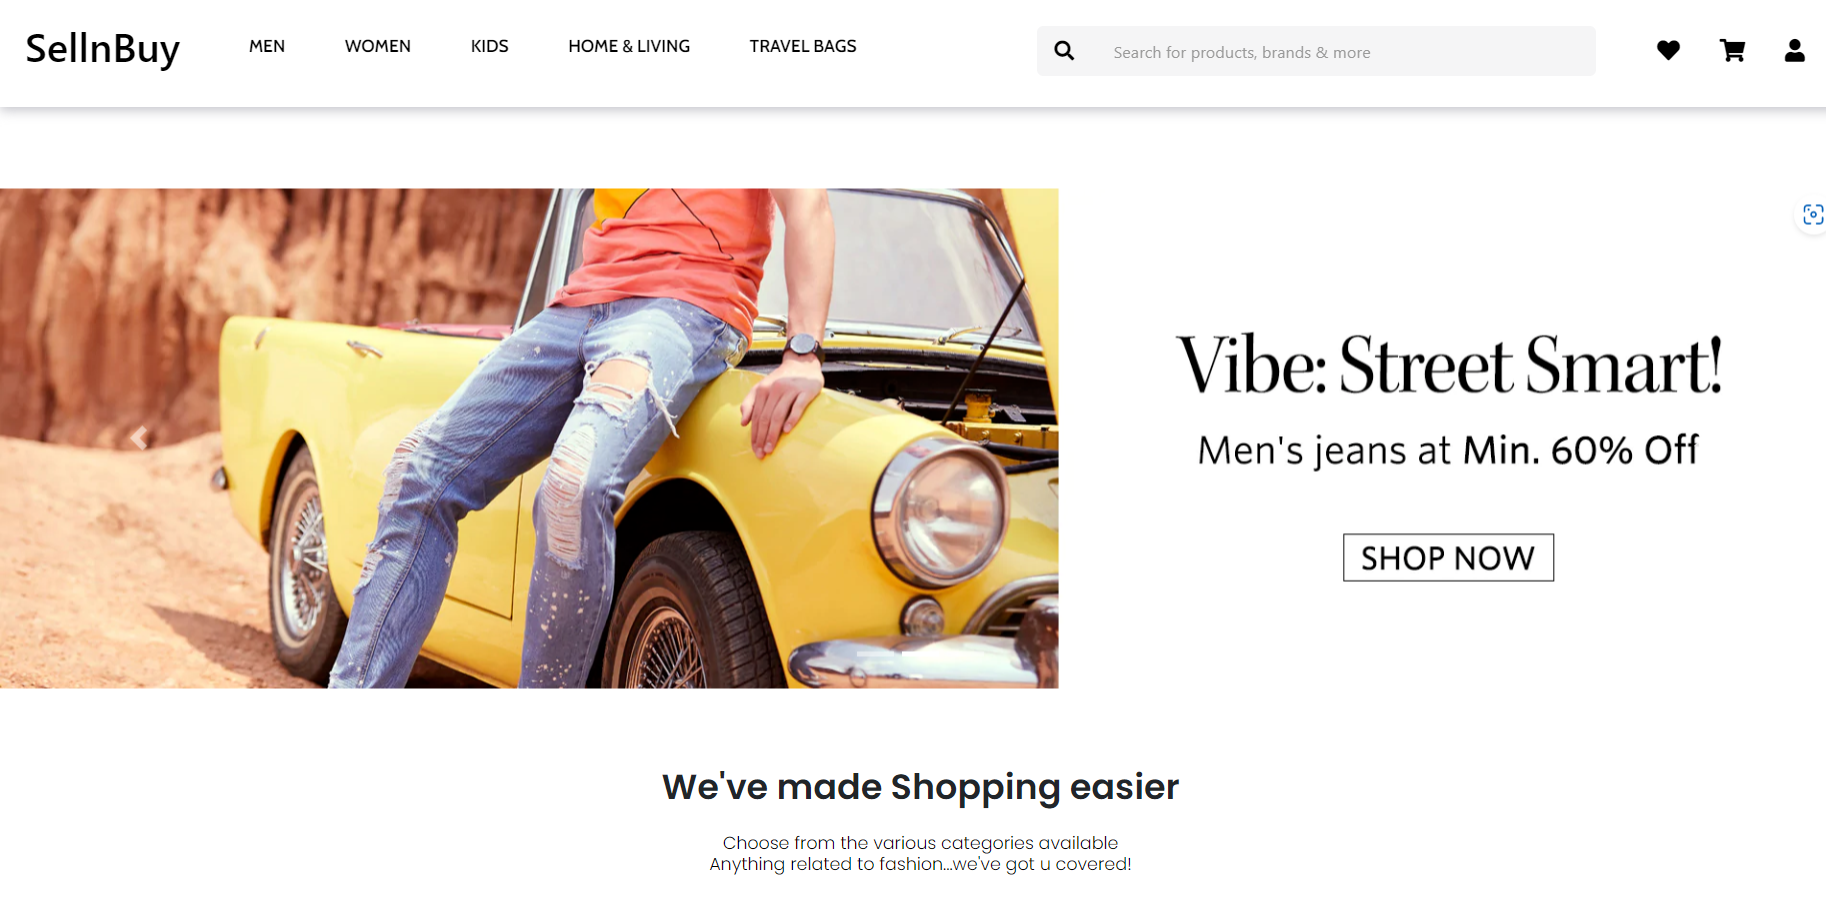 SellnBuy
MEN
WOMEN
KIDS
HOME & LIVING
TRAVEL BAGS
Search for products, brands & more
Vibe: Street Smart!
Men's jeans at Min. 60% Off
SHOP NOW
We've made Shopping easier
Choose from the various categories available
Anything related to fashion...we've got u covered!